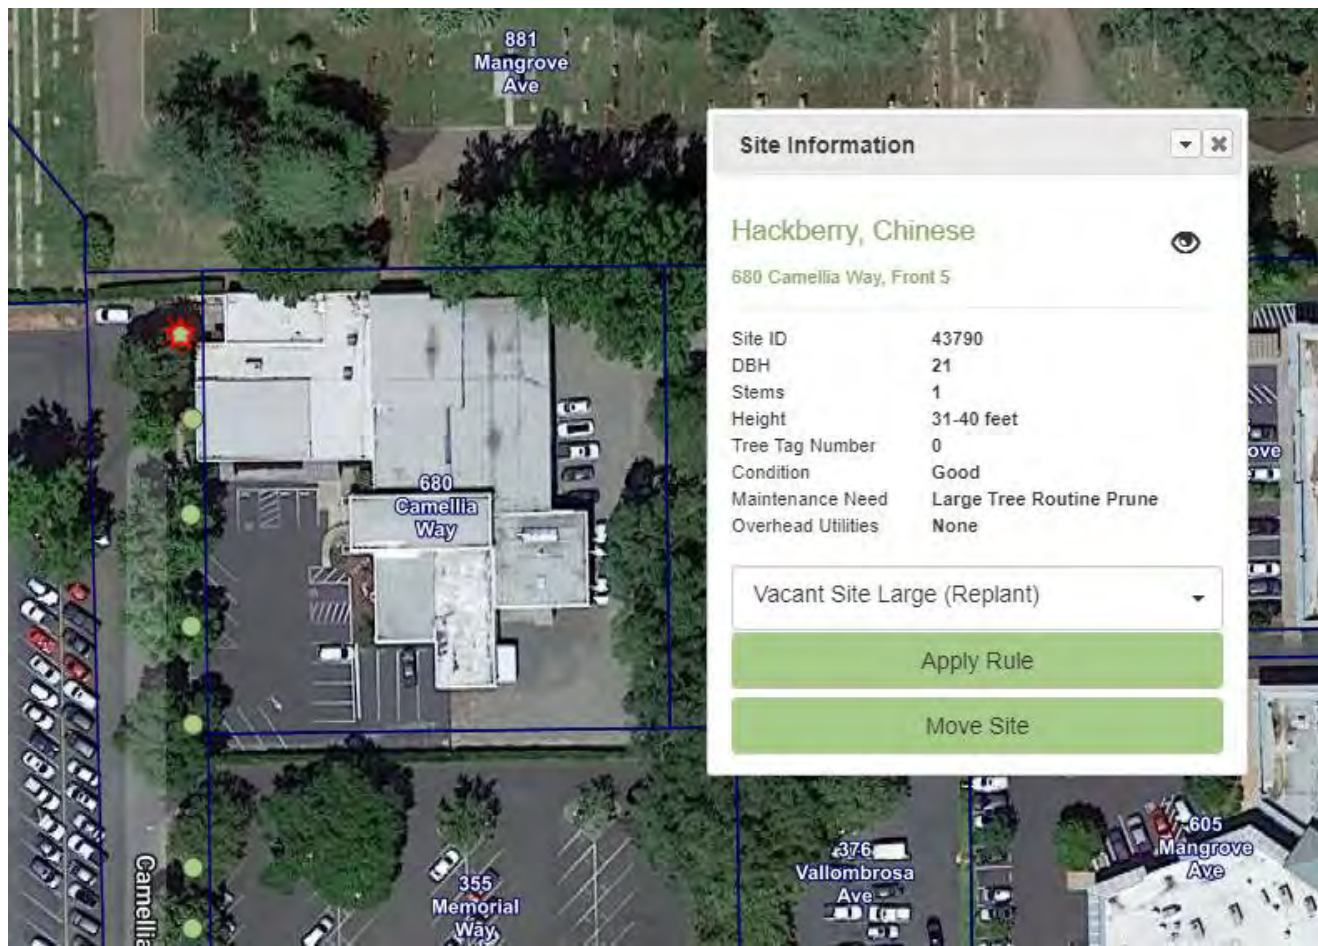 881
Mangrove
Ave
Site Information
Hackberry, Chinese
680 Camellia Way, Front 5
Site ID 43790
DBH 21
Stems 1
Height 31-40 feet
Tree Tag Number 0
Condition Good
Maintenance Need Large Tree Routine Prune
Overhead Utilities None
Vacant Site Large (Replant)
Apply Rule
Move Site
ove
680
Camellia
Way
Camellia
355
Memorial
Way
376
Vallombrosa
Ave
605
Mangrove
Ave